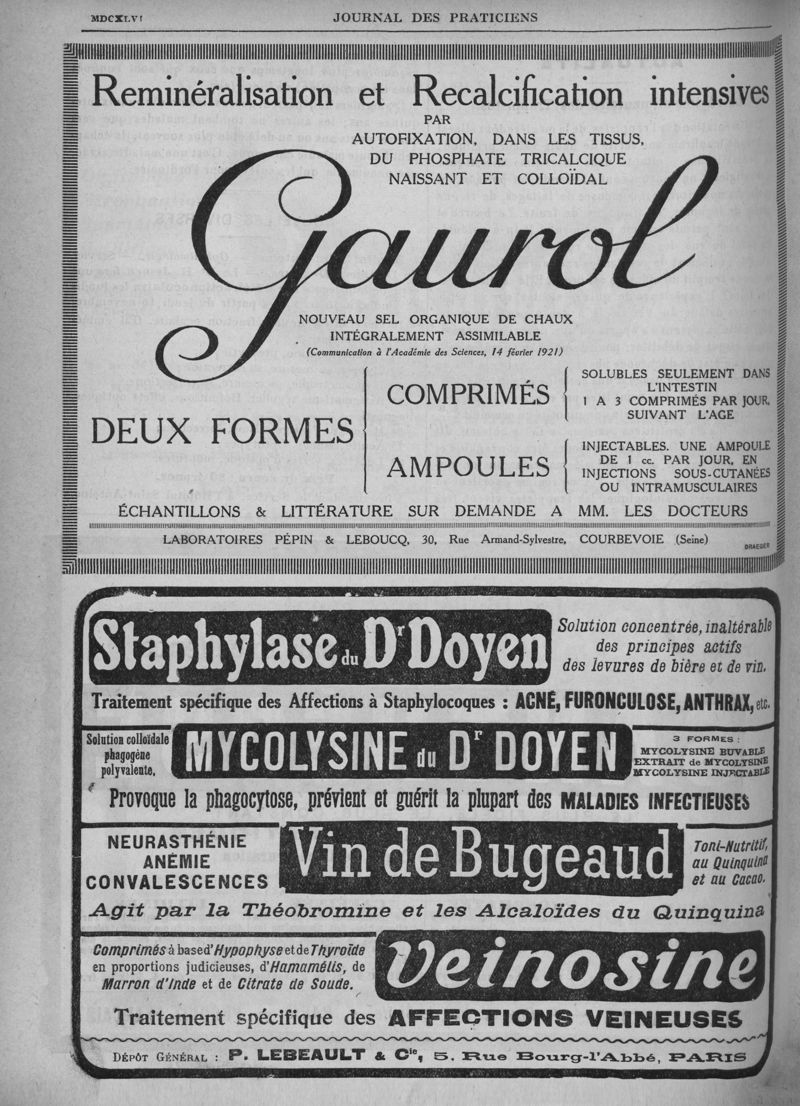 MDCXLVI
JOURNAL DES PRATICIENS
Reminéralisation et Recalcification intensives
PAR
AUTOFIXATION, DANS LES TISSUS,
DU PHOSPHATE TRICALCIQUE
NAISSANT ET COLLOÏDAL
Gaurol
NOUVEAU SEL ORGANIQUE DE CHAUX
INTÉGRALEMENT ASSIMILABLE
(Communication à l'Académie des Sciences, 14 février 1921)
DEUX FORMES
COMPRIMÉS
SOLUBLES SEULEMENT DANS
L'INTESTIN
1 A 3 COMPRIMÉS PAR JOUR,
SUIVANT L'AGE
AMPOULES
INJECTABLES. UNE AMPOULE
DE 1 cc. PAR JOUR, EN
INJECTIONS SOUS-CUTANÉES
OU INTRAMUSCULAIRES
ÉCHANTILLONS & LITTÉRATURE SUR DEMANDE A MM. LES DOCTEURS
LABORATOIRES PÉPIN & LEBOUCQ, 30, Rue Armand-Sylvestre, COURBEVOIE (Seine)
DRAEGER
Staphylase du Dr Doyen
Solution concentrée, inaltérable
des principes actifs
des levures de bière et de vin.
Traitement spécifique des Affections à Staphylocoques : ACNÉ, FURONCULOSE, ANTHRAX, etc.
Solution colloïdale
phagogène
polyvalente,
MYCOLYSINE du Dr DOYEN
3 FORMES :
MYCOLYSINE BUVABLE
EXTRAIT de MYCOLYSINE
MYCOLYSINE INJECTABLE
Provoque la phagocytose, prévient et guérit la plupart des MALADIES INFECTIEUSES
NEURASTHÉNIE
ANÉMIE
CONVALESCENCES
Vin de Bugeaud
Toni-Nutritif,
au Quinquina
et au Cacao.
Agit par la Théobromine et les Alcaloïdes du Quinquina
Comprimés à base d'Hypophyse et de Thyroïde
en proportions judicieuses, d'Hamamélis, de
Marron d'Inde et de Citrate de Soude.
Veinosine
Traitement spécifique des AFFECTIONS VEINEUSES
DÉPÔT GÉNÉRAL : P. LEBEAULT & Cie, 5, Rue Bourg-l'Abbé, PARIS